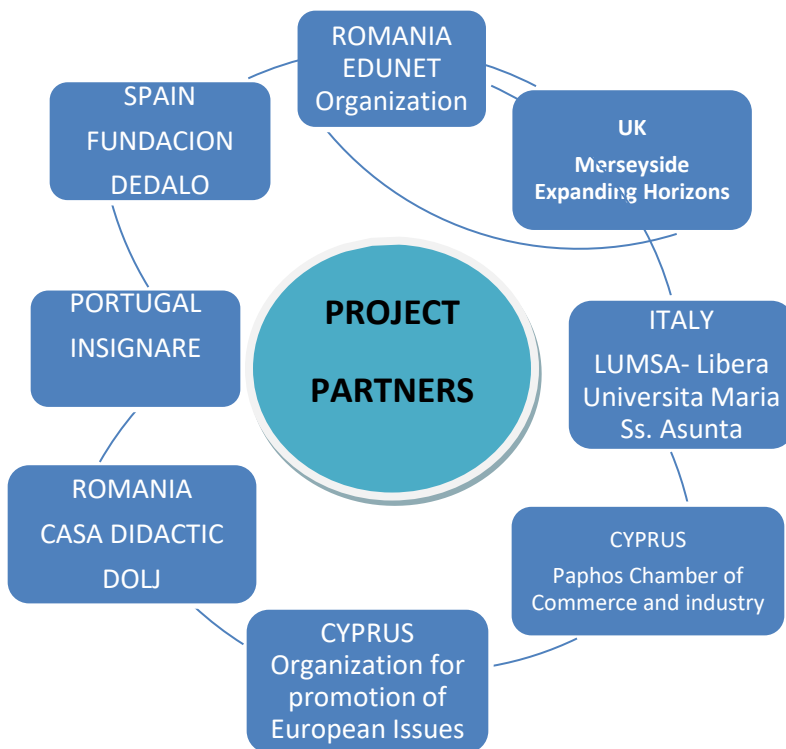 ROMANIA
EDUNET
Organization
UK
Merseyside
Expanding Horizons
ITALY
LUMSA- Libera
Universita Maria
Ss. Asunta
CYPRUS
Paphos Chamber of
Commerce and industry
CYPRUS
Organization for
promotion of
European Issues
ROMANIA
CASA DIDACTIC
DOLJ
PORTUGAL
INSIGNARE
SPAIN
FUNDACION
DEDALO
PROJECT
PARTNERS